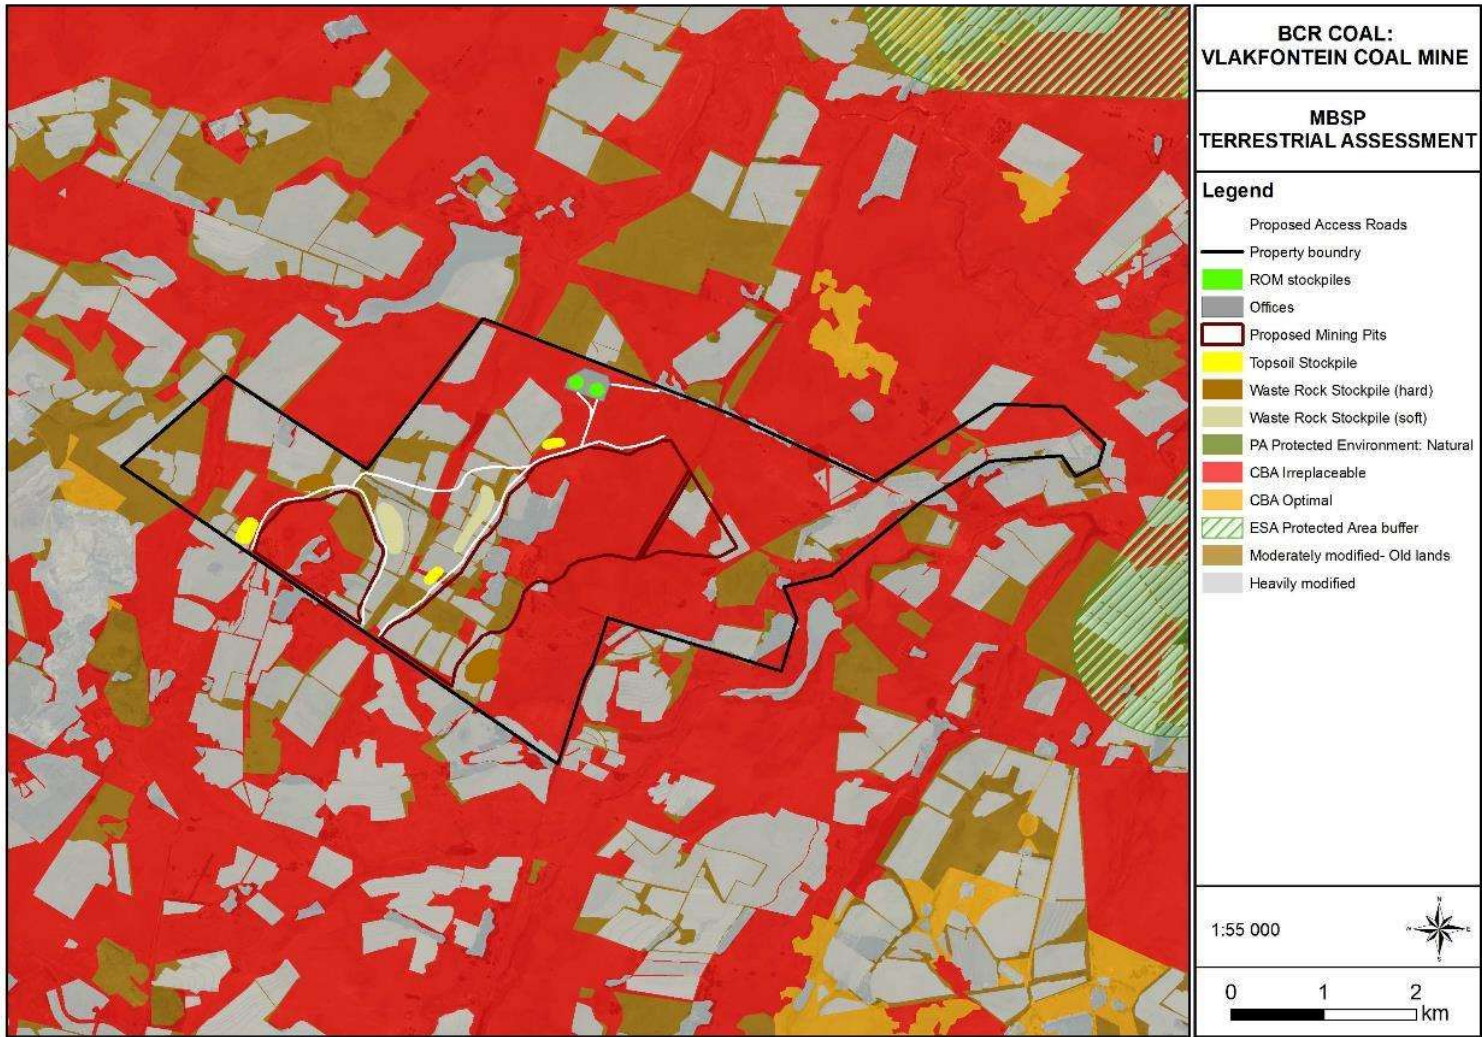 BCR COAL:
VLAKFONTEIN COAL MINE
MBSP
TERRESTRIAL ASSESSMENT
Legend
Proposed Access Roads
Property boundry
ROM stockpiles
Offices
Proposed Mining Pits
Topsoil Stockpile
Waste Rock Stockpile (hard)
Waste Rock Stockpile (soft)
PA Protected Environment: Natural
CBA Irreplaceable
CBA Optimal
ESA Protected Area buffer
Moderately modified- Old lands
Heavily modified
1:55 000
N
W E
S
0 1 2
km